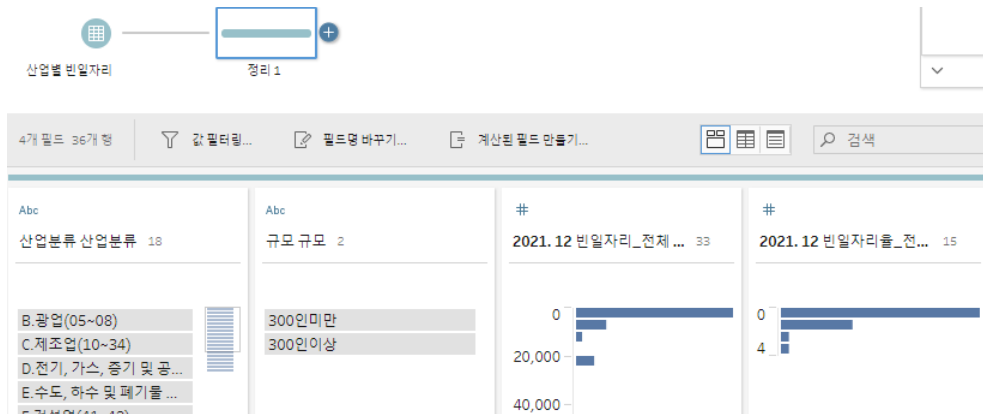 산업별 빈일자리
정리 1
4개 필드 36개 행
값 필터링...
필드명 바꾸기...
계산된 필드 만들기...
검색
Abc
산업분류 산업분류 18
Abc
규모 규모 2
#
2021. 12 빈일자리_전체 ... 33
#
2021. 12 빈일자리율_전... 15
B.광업(05~08)
C.제조업(10~34)
D.전기, 가스, 증기 및 공...
E.수도, 하수 및 폐기물 ...
300인미만
300인이상
0
20,000
40,000
0
4